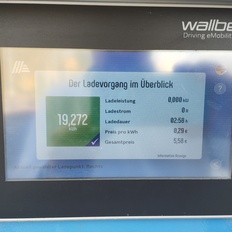 wallbe
Driving eMobilit
Der Ladevorgang im Überblick
19,272
kWh
Ladeleistung 0,000 kW
Ladestrom 0 A
Ladedauer 02:58 h
Preis pro kWh 0,29 €
Gesamtpreis 5,58 €